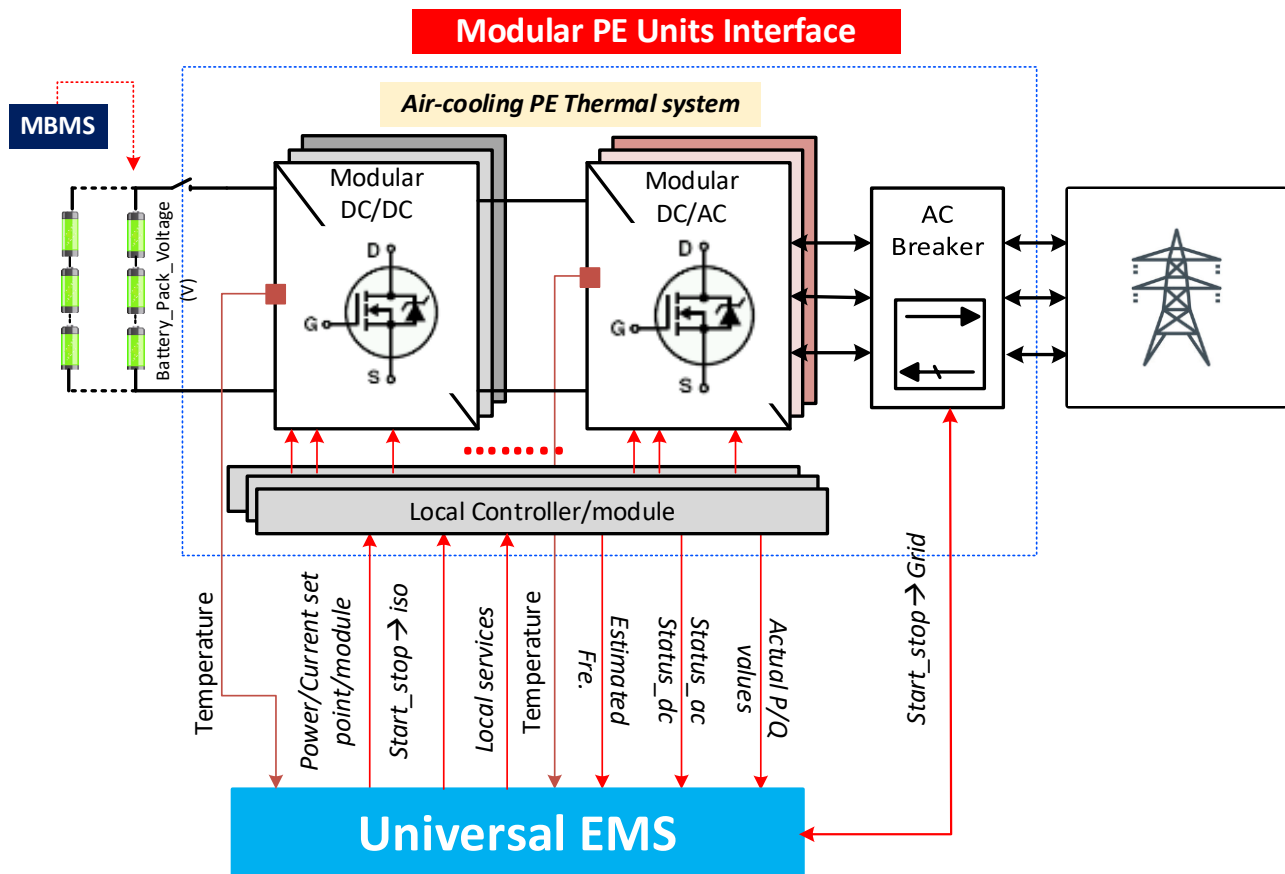 Modular PE Units Interface
Air-cooling PE Thermal system
MBMS
Modular
DC/DC
D
G
S
Modular
DC/AC
D
G
S
AC
Breaker
Battery_Pack_Voltage
(V)
Local Controller/module
Temperature
Power/Current set
point/module
Start_stop→iso
Local services
Temperature
Estimated
Fre.
Status_ac
Status_dc
Actual P/Q
values
Start_stop→Grid
Universal EMS